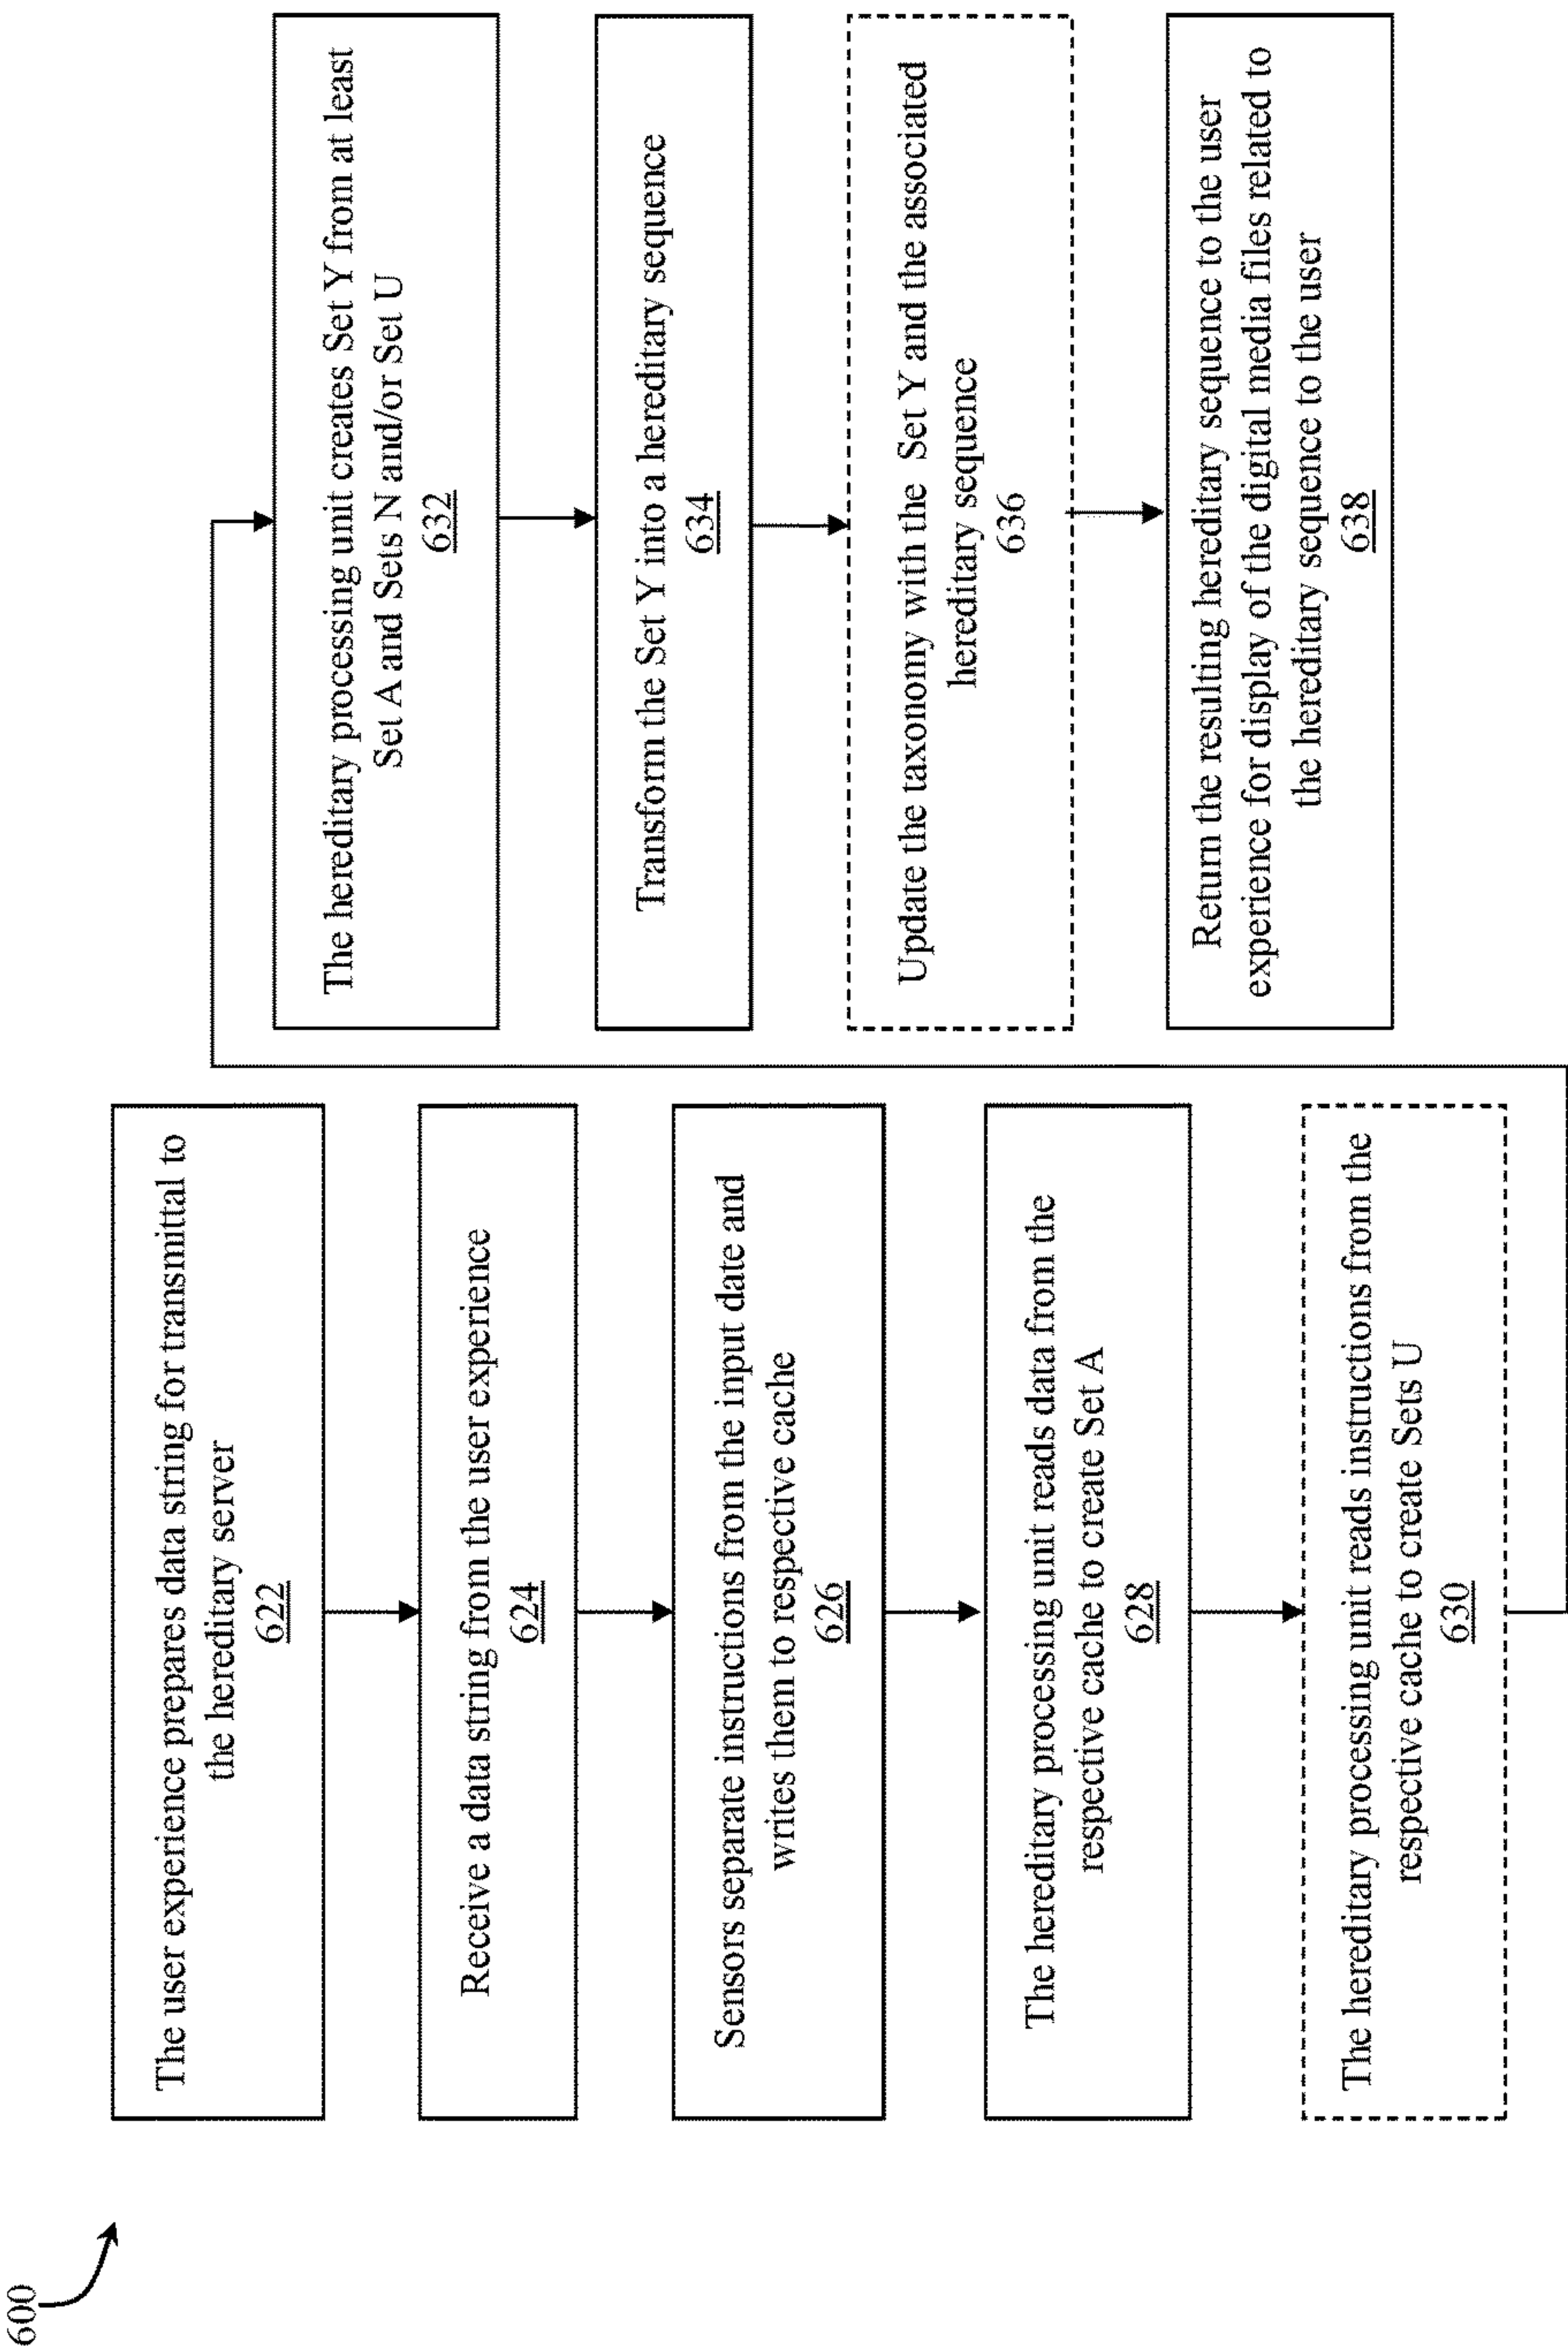 600
The user experience prepares data string for transmittal to
the hereditary server
622
Receive a data string from the user experience
624
Sensors separate instructions from the input date and
writes them to respective cache
626
The hereditary processing unit reads data from the
respective cache to create Set A
628
The hereditary processing unit reads instructions from the
respective cache to create Sets U
630
The hereditary processing unit creates Set Y from at least
Set A and Sets N and/or Set U
632
Transform the Set Y into a hereditary sequence
634
Update the taxonomy with the Set Y and the associated
hereditary sequence
636
Return the resulting hereditary sequence to the user
experience for display of the digital media files related to
the hereditary sequence to the user
638